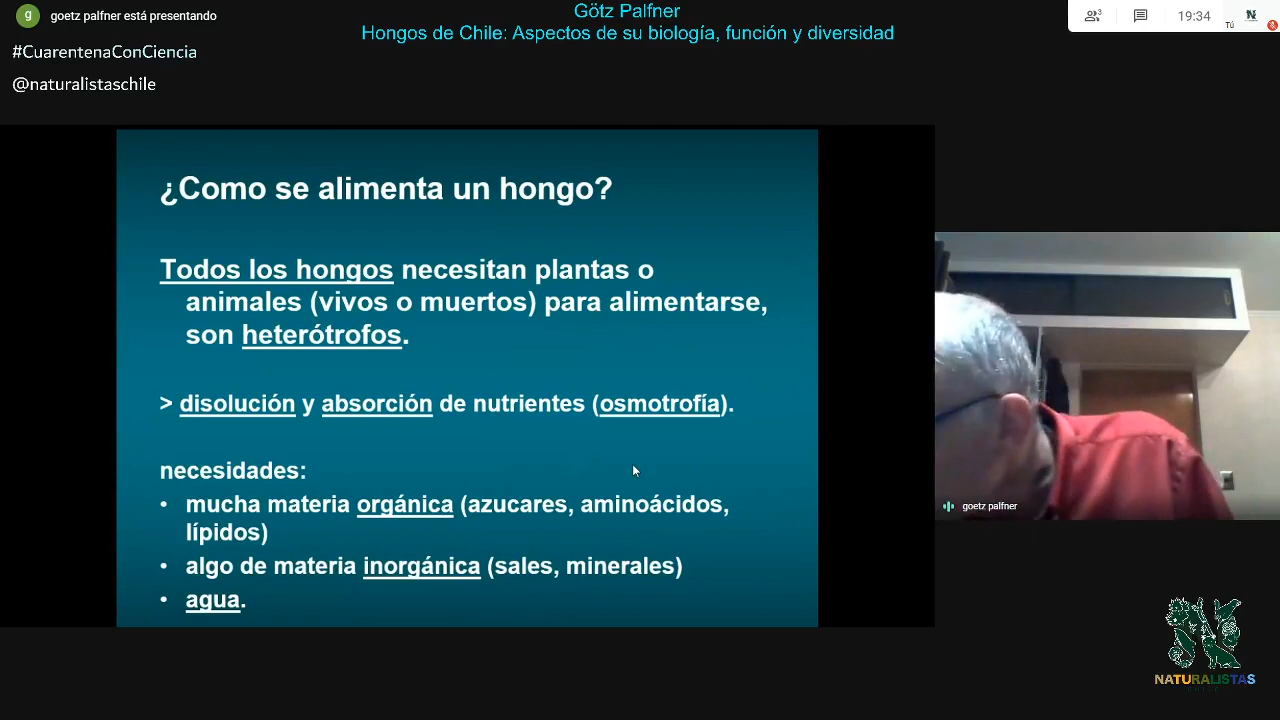 g
goetz palfner está presentando
Götz Palfner
Hongos de Chile: Aspectos de su biología, función y diversidad
3
19:34
Tú
#CuarentenaConCiencia
@naturalistaschile
¿Como se alimenta un hongo?
Todos los hongos necesitan plantas o
animales (vivos o muertos) para alimentarse,
son heterótrofos.
> disolución y absorción de nutrientes (osmotrofía).
necesidades:
• mucha materia orgánica (azucares, aminoácidos,
lípidos)
• algo de materia inorgánica (sales, minerales)
• agua.
goetz palfner
NATURALISTAS